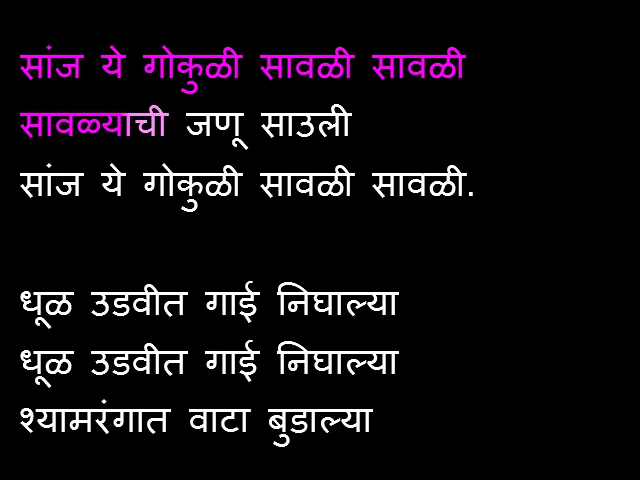 सांज ये गोकुळी सावळी सावळी
सावळ्याची जणू साउली
सांज ये गोकुळी सावळी सावळी.
धूळ उडवीत गाई निघाल्या
धूळ उडवीत गाई निघाल्या
श्यामरंगात वाटा बुडाल्या